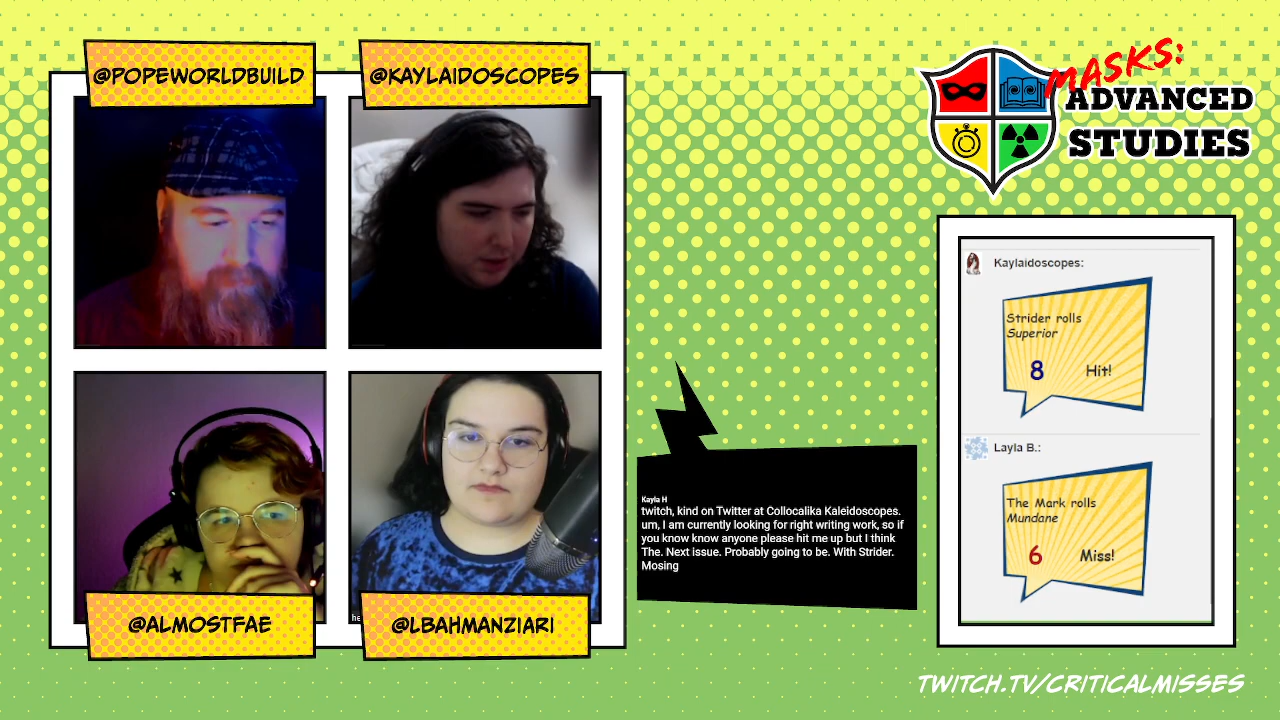 @POPEWORLDBUILD
@KAYLAIDOSCOPES
MASKS:
ADVANCED
STUDIES
Kaylaidoscopes:
Strider rolls
Superior
8 Hit!
Layla B.:
The Mark rolls
Mundane
6 Miss!
Kayla H
twitch, kind on Twitter at Collocalika Kaleidoscopes.
um, I am currently looking for right writing work, so if
you know know anyone please hit me up but I think
The. Next issue. Probably going to be. With Strider.
Mosing
he
@ALMOSTFAE
@LBAHMANZIARI
TWITCH.TV/CRITICALMISSES